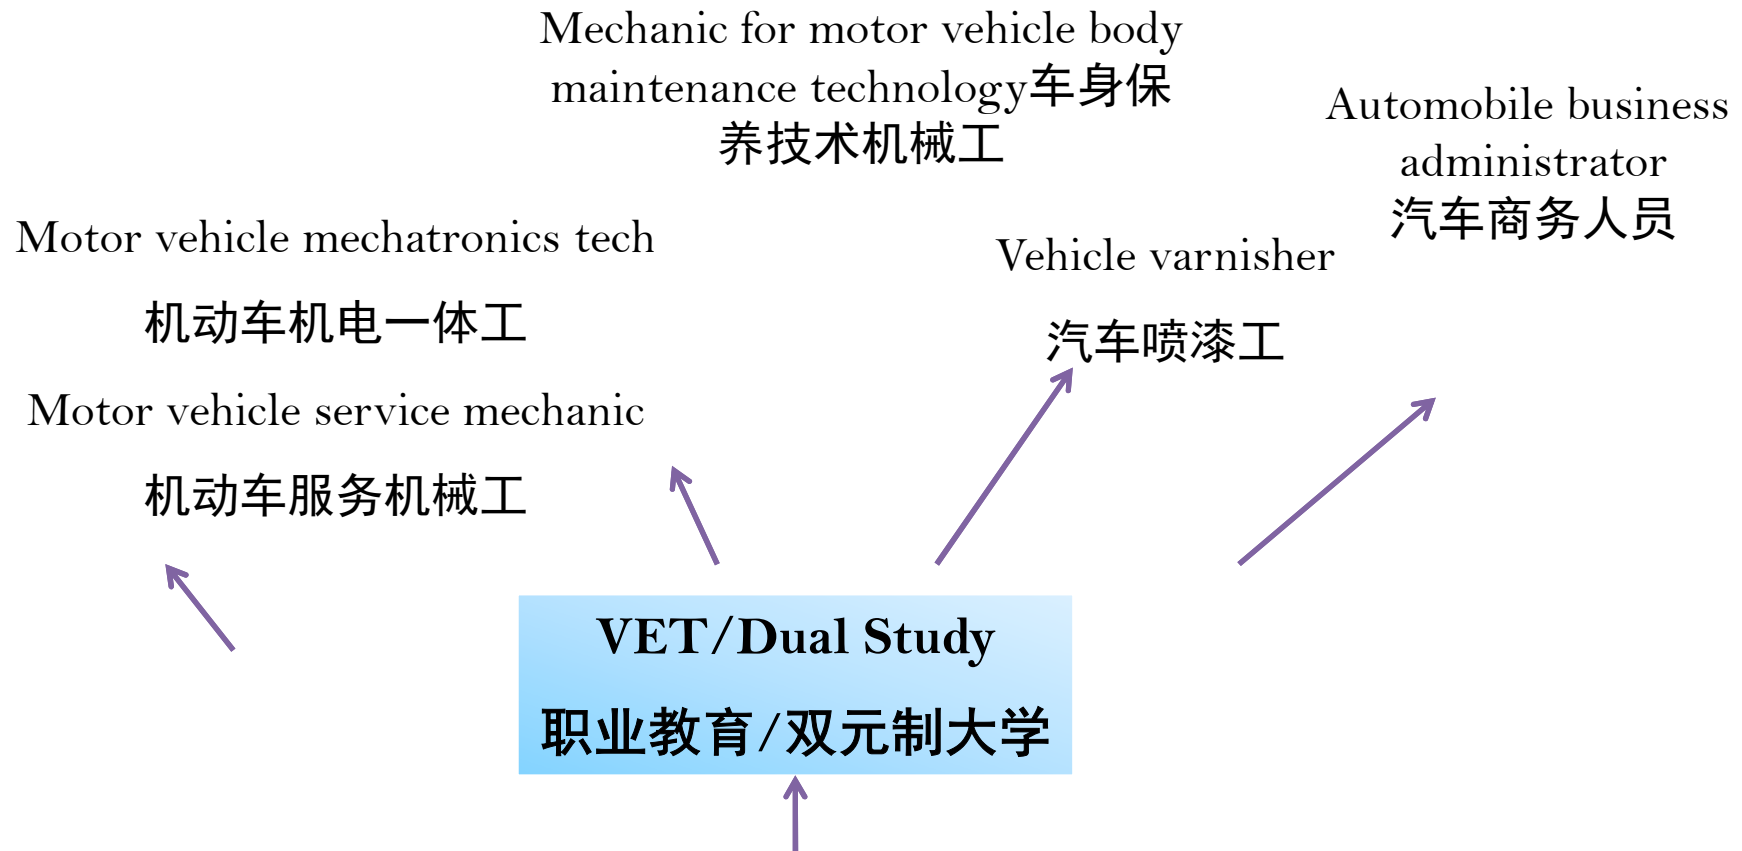 Mechanic for motor vehicle body
maintenance technology车身保
养技术机械工
Automobile business
administrator
汽车商务人员
Motor vehicle mechatronics tech
机动车机电一体工
Vehicle varnisher
汽车喷漆工
Motor vehicle service mechanic
机动车服务机械工
VET/Dual Study
职业教育/双元制大学